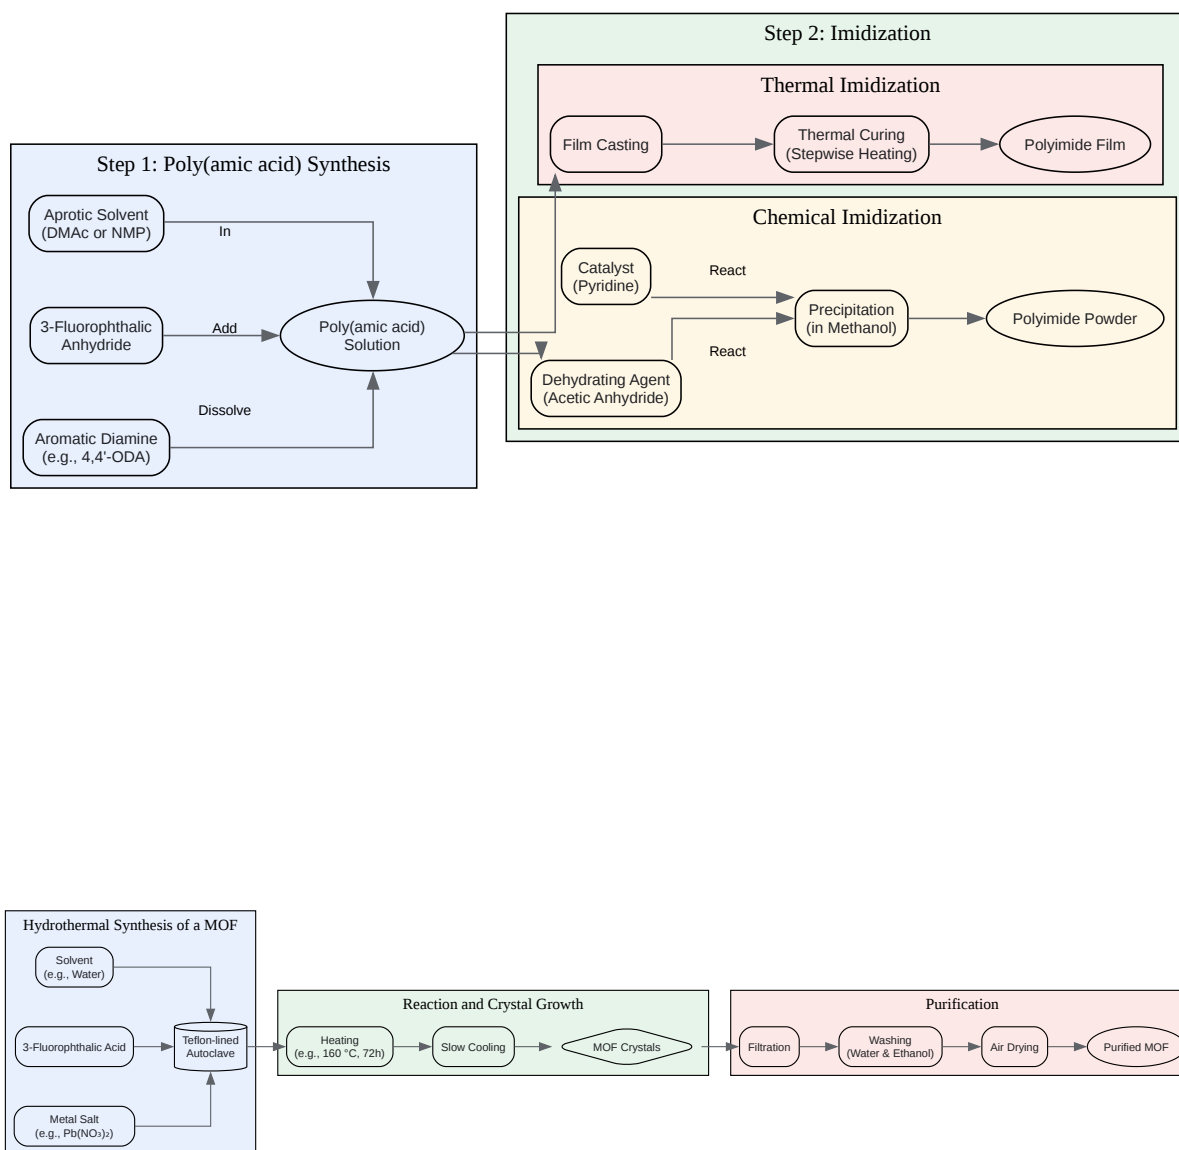 Step 2: Imidization
Thermal Imidization
Film Casting
Thermal Curing
(Stepwise Heating)
Polyimide Film
Step 1: Poly(amic acid) Synthesis
Aprotic Solvent
(DMAc or NMP)
In
3-Fluorophthalic
Anhydride
Add
Poly(amic acid)
Solution
Dissolve
Aromatic Diamine
(e.g., 4,4'-ODA)
Chemical Imidization
Catalyst
(Pyridine)
React
Precipitation
(in Methanol)
Polyimide Powder
React
Dehydrating Agent
(Acetic Anhydride)
Hydrothermal Synthesis of a MOF
Solvent
(e.g., Water)
3-Fluorophthalic Acid
Teflon-lined
Autoclave
Metal Salt
(e.g., Pb(NO₃)₂)
Reaction and Crystal Growth
Heating
(e.g., 160 °C, 72h)
Slow Cooling
MOF Crystals
Purification
Filtration
Washing
(Water & Ethanol)
Air Drying
Purified MOF